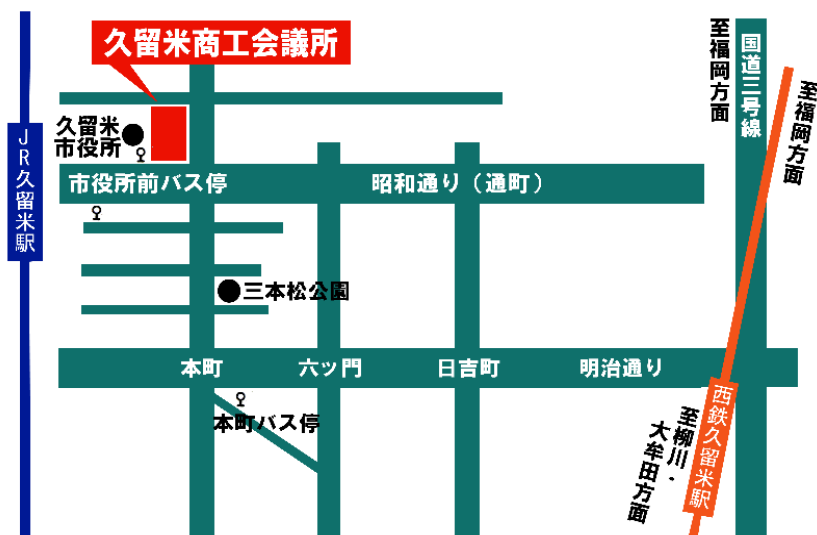 久留米商工会議所
久留米
市役所
JR久留米駅
市役所前バス停
昭和通り(通町)
至福岡方面
国道三号線
至福岡方面
三本松公園
本町
六ッ門
日吉町
明治通り
本町バス停
西鉄久留米駅
至柳川・
大牟田方面